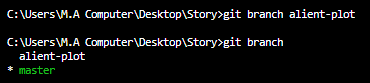 C:\Users\M.A Computer\Desktop\Story>git branch alient-plot
C:\Users\M.A Computer\Desktop\Story>git branch
  alient-plot
* master